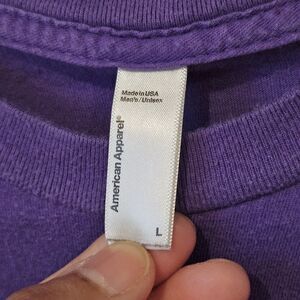 Made in USA
Men's / Unisex
American Apparel®
L